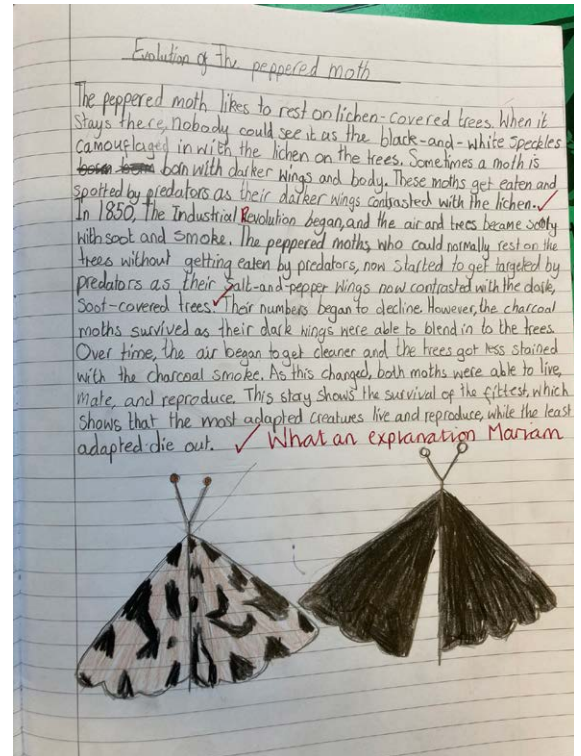 Evolution of the peppered moth
The peppered moth likes to rest on lichen-covered trees. When it
stays there, nobody could see it as the black-and-white speckles
camouflaged in with the lichen on the trees. Sometimes a moth is
born with darker wings and body. These moths get eaten and
spotted by predators as their darker wings contrasted with the lichen.
In 1850, the Industrial Revolution began, and the air and trees became sooty
with soot and smoke. The peppered moths, who could normally rest on the
trees without getting eaten by predators, now started to get targeted by
predators as their salt-and-pepper wings now contrasted with the dark,
soot-covered trees. Their numbers began to decline. However, the charcoal
moths survived as their dark wings were able to blend in to the trees.
Over time, the air began to get cleaner and the trees got less stained
with the charcoal smoke. As this changed, both moths were able to live,
mate, and reproduce. This stay shows the survival of the fittest, which
shows that the most adapted creatures live and reproduce, while the least
adapted die out. What an explanation Mariam